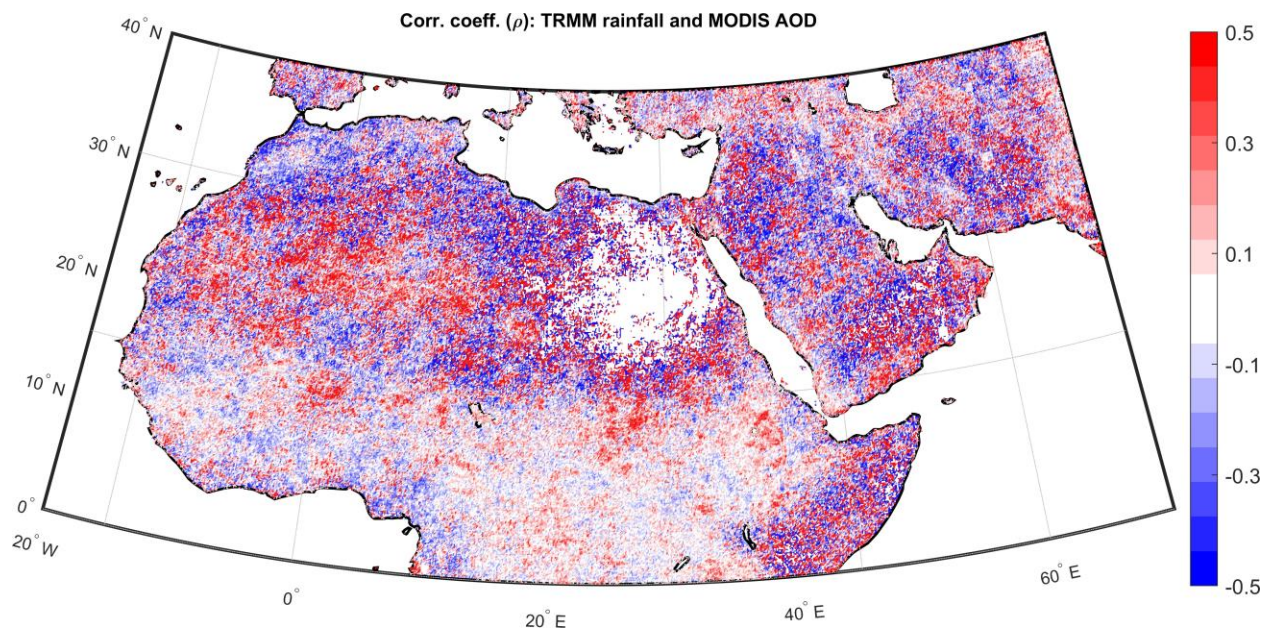 Corr. coeff. (ρ): TRMM rainfall and MODIS AOD
40° N
30° N
20° N
10° N
0°
20° W
0°
20° E
40° E
60° E
0.5
0.3
0.1
-0.1
-0.3
-0.5